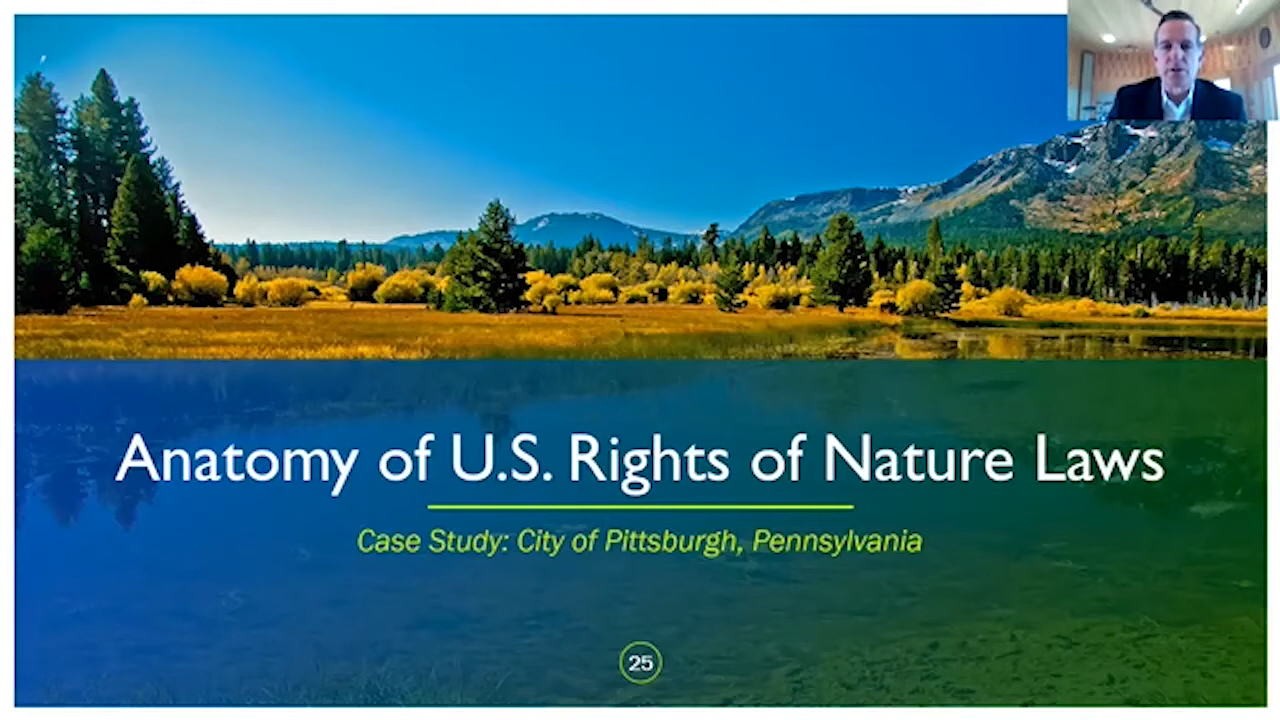 Anatomy of U.S. Rights of Nature Laws
Case Study: City of Pittsburgh, Pennsylvania
25